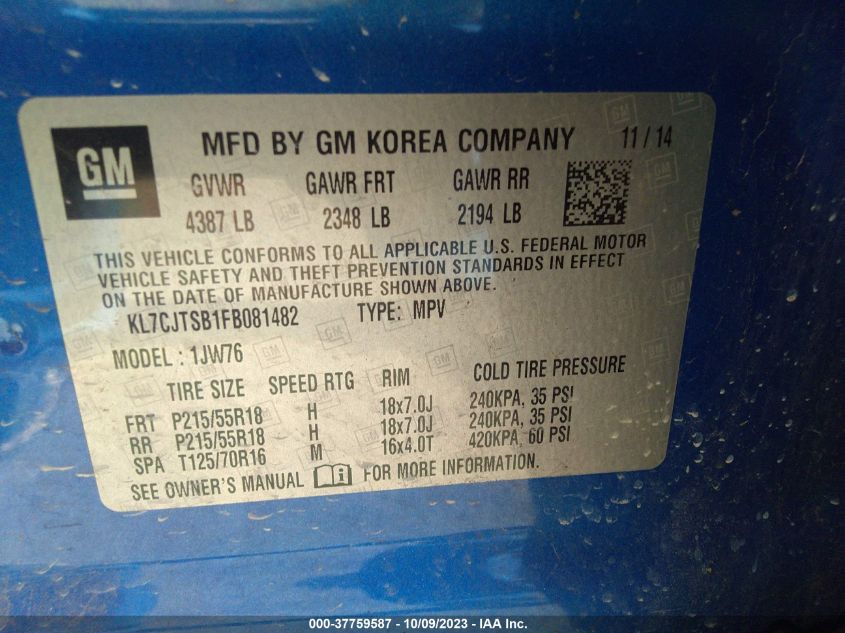 GM
MFD BY GM KOREA COMPANY 11/14
GVWR GAWR FRT GAWR RR
4387 LB 2348 LB 2194 LB
THIS VEHICLE CONFORMS TO ALL APPLICABLE U.S. FEDERAL MOTOR
VEHICLE SAFETY AND THEFT PREVENTION STANDARDS IN EFFECT
ON THE DATE OF MANUFACTURE SHOWN ABOVE.
KL7CJTSB1FB081482 TYPE: MPV
MODEL: 1JW76
TIRE SIZE SPEED RTG RIM COLD TIRE PRESSURE
FRT P215/55R18 H 18x7.0J 240KPA, 35 PSI
RR P215/55R18 H 18x7.0J 240KPA, 35 PSI
SPA T125/70R16 M 16x4.0T 420KPA, 60 PSI
SEE OWNER'S MANUAL FOR MORE INFORMATION.
000-37759587 - 10/09/2023 - IAA Inc.